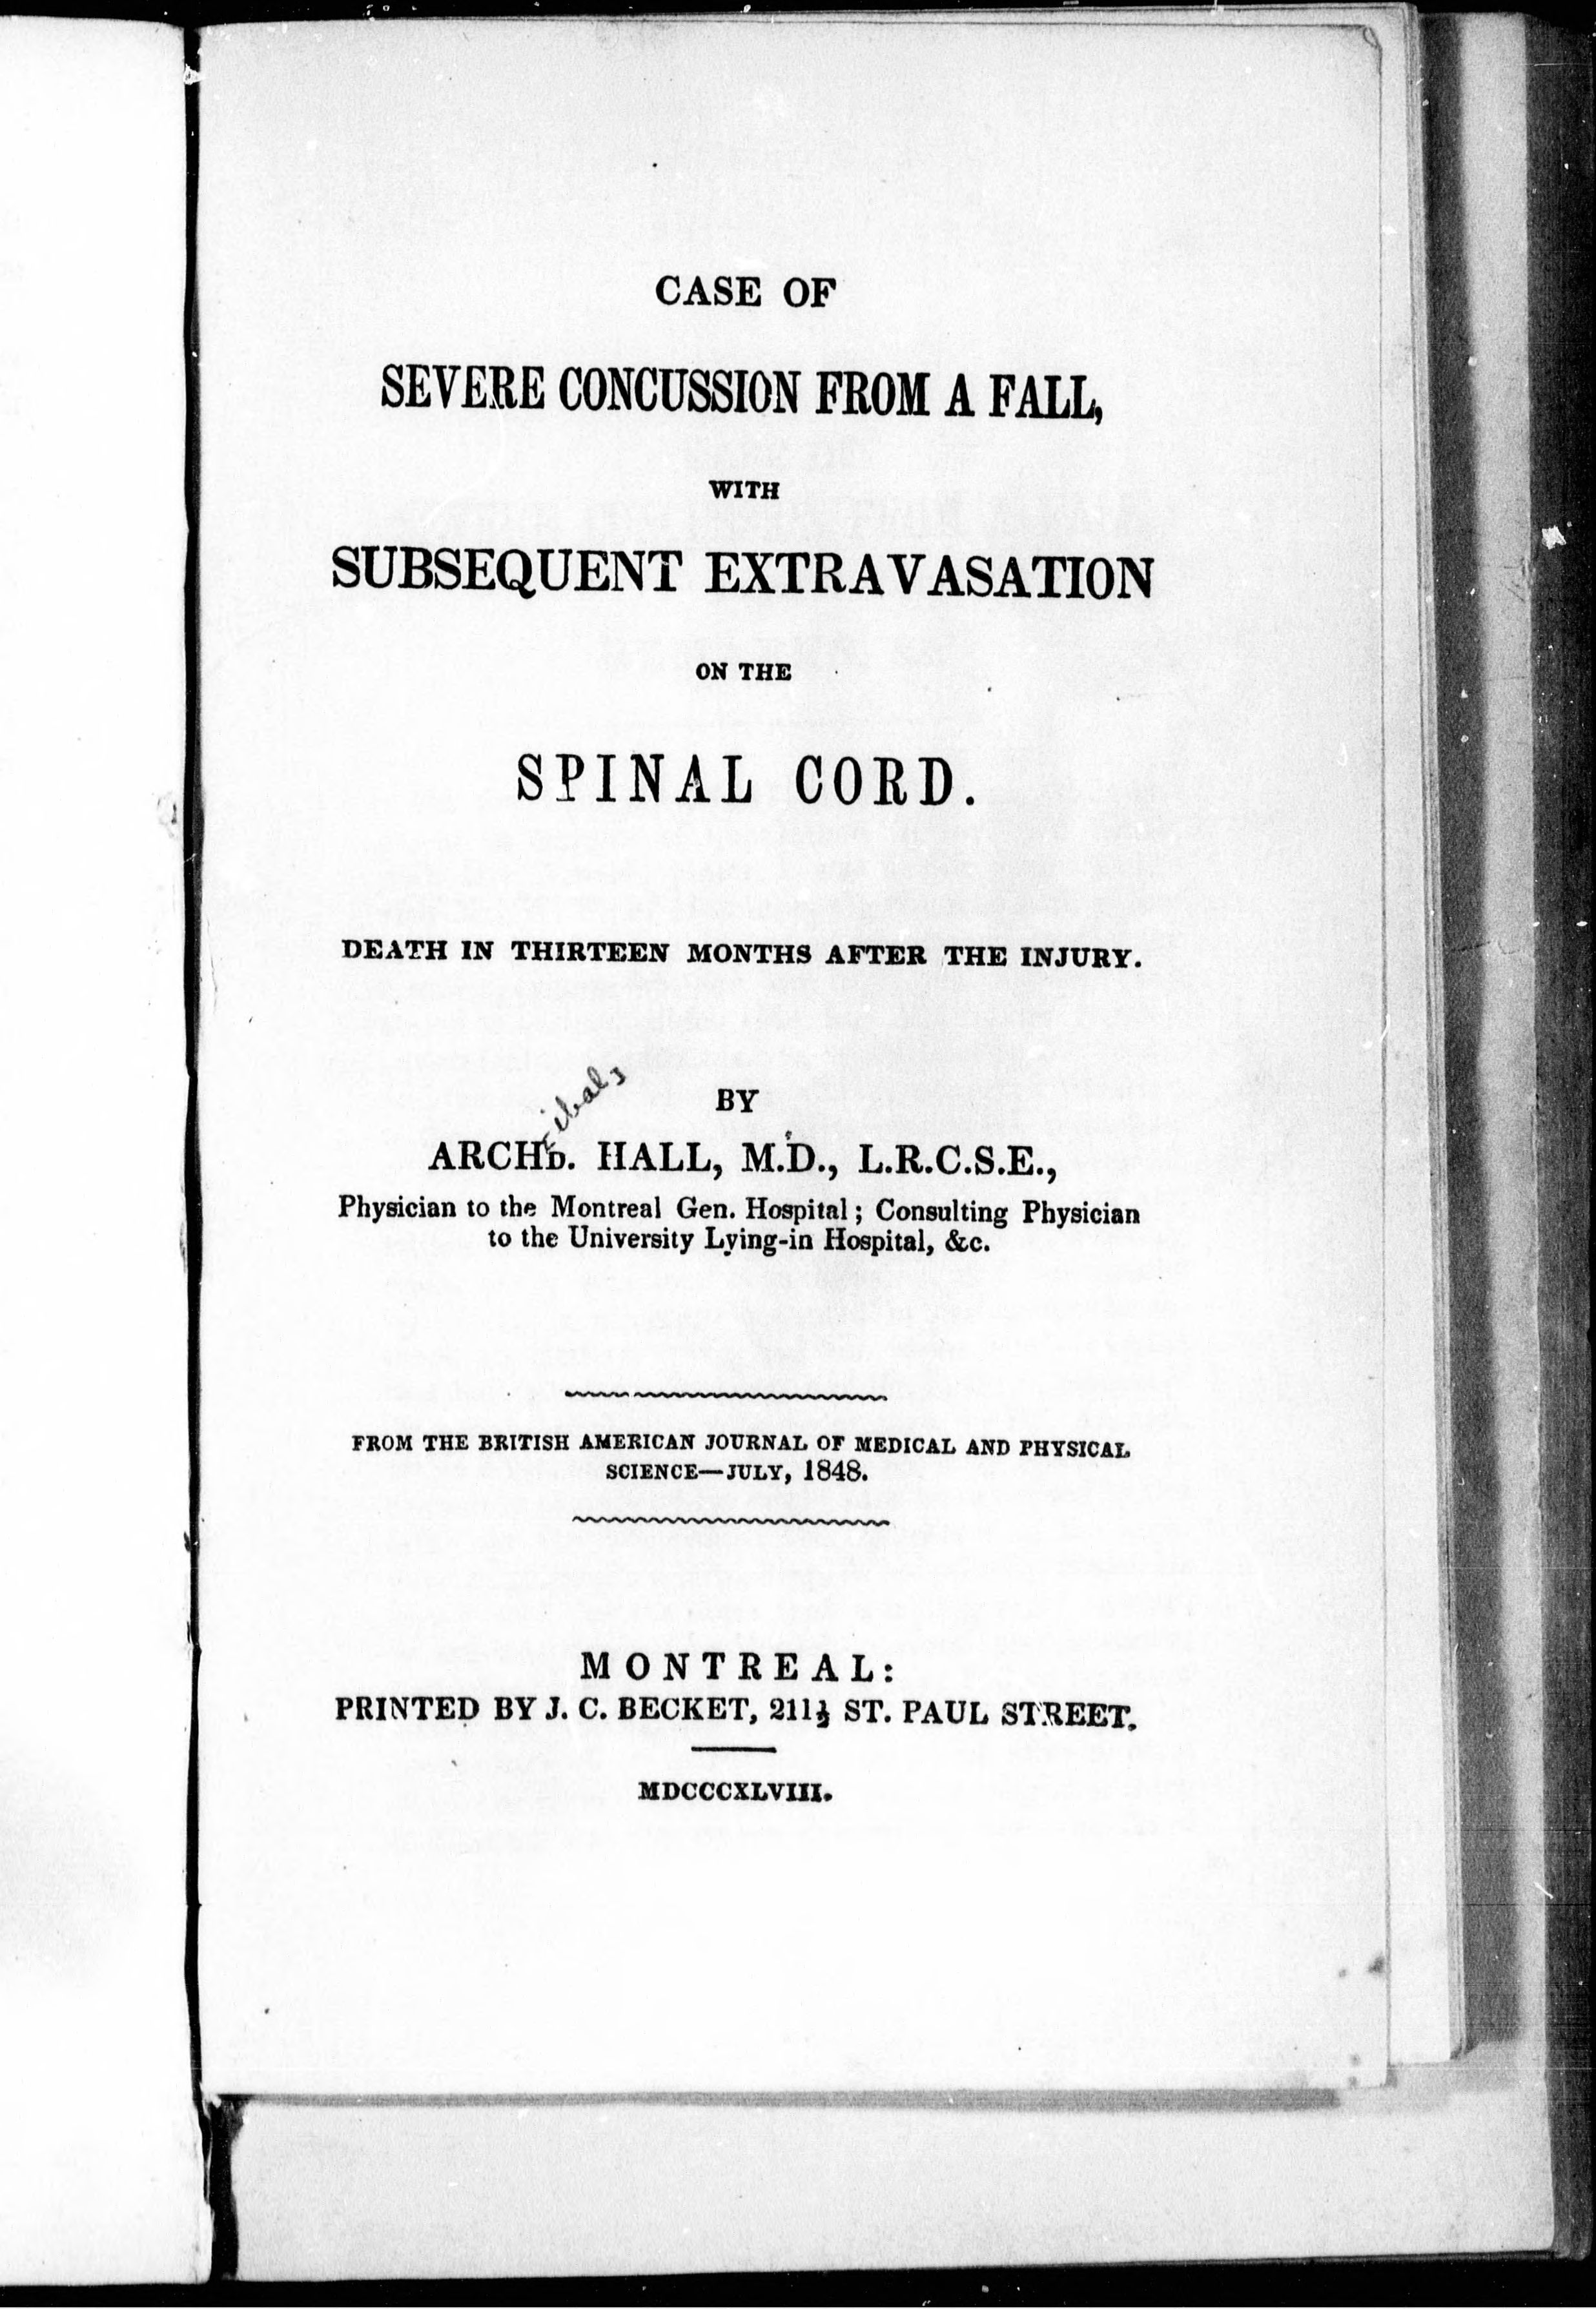 CASE OF
SEVERE CONCUSSION FROM A FALL,
WITH
SUBSEQUENT EXTRAVASATION
ON THE
SPINAL CORD.
DEATH IN THIRTEEN MONTHS AFTER THE INJURY.
BY
ibal
ARCHD. HALL, M.D., L.R.C.S.E.,
Physician to the Montreal Gen. Hospital; Consulting Physician
to the University Lying-in Hospital, &c.
FROM THE BRITISH AMERICAN JOURNAL OF MEDICAL AND PHYSICAL
SCIENCE—JULY, 1848.
MONTREAL:
PRINTED BY J. C. BECKET, 211½ ST. PAUL STREET.
MDCCCXLVIII.